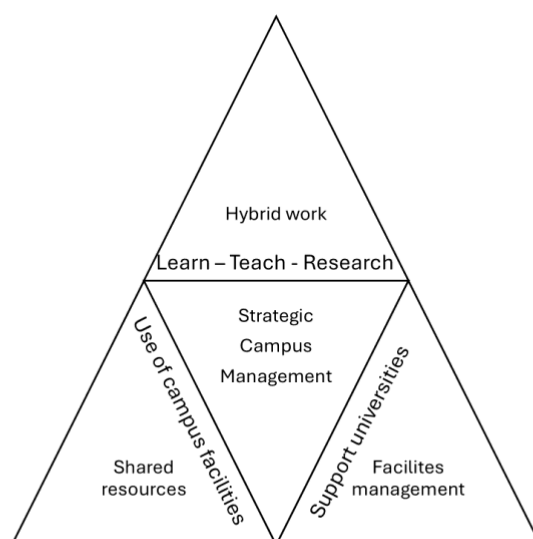 Hybrid work
Learn – Teach - Research
Strategic
Campus
Management
Use of campus facilities
Support universities
Shared
resources
Facilites
management